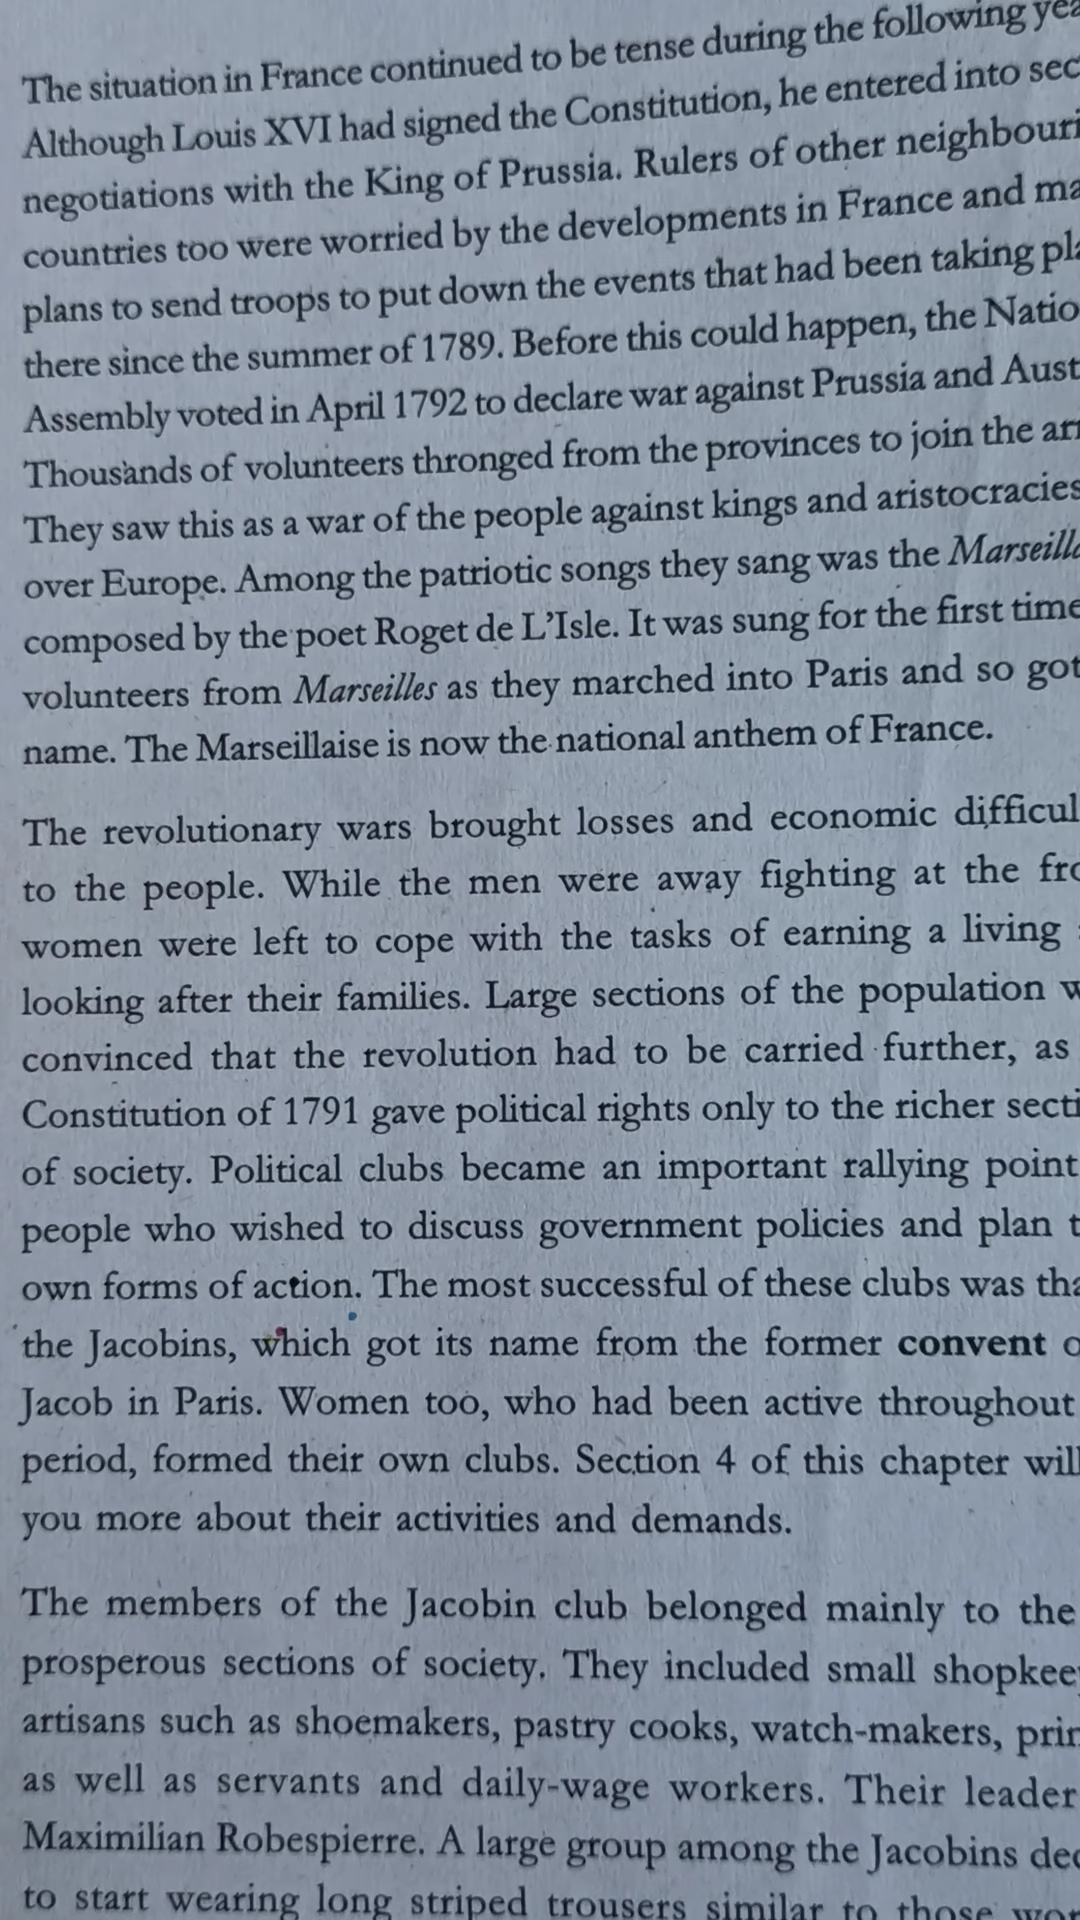 The situation in France continued to be tense during the following
Although Louis XVI had signed the Constitution, he entered into
negotiations with the King of Prussia. Rulers of other
countries too were worried by the developments in France and
plans to send troops to put down the events that had been taking
there since the summer of 1789. Before this could happen, the
Assembly voted in April 1792 to declare war against Prussia and
Thousands of volunteers thronged from the provinces to join the
They saw this as a war of the people against kings and aristocracies
over Europe. Among the patriotic songs they sang was the
composed by the poet Roget de L'Isle. It was sung for the first time
volunteers from Marseilles as they marched into Paris and so got
name. The Marseillaise is now the national anthem of France.
The revolutionary wars brought losses and economic
to the people. While the men were away fighting at the
women were left to cope with the tasks of earning a living
looking after their families. Large sections of the population
convinced that the revolution had to be carried further, as
Constitution of 1791 gave political rights only to the richer
of society. Political clubs became an important rallying point
people who wished to discuss government policies and plan
own forms of action. The most successful of these clubs was
the Jacobins, which got its name from the former convent
Jacob in Paris. Women too, who had been active throughout
period, formed their own clubs. Section 4 of this chapter will
you more about their activities and demands.
The members of the Jacobin club belonged mainly to the
prosperous sections of society. They included small
artisans such as shoemakers, pastry cooks, watch-makers,
as well as servants and daily-wage workers. Their leader
Maximilian Robespierre. A large group among the Jacobins
to start wearing long striped trousers similar to those